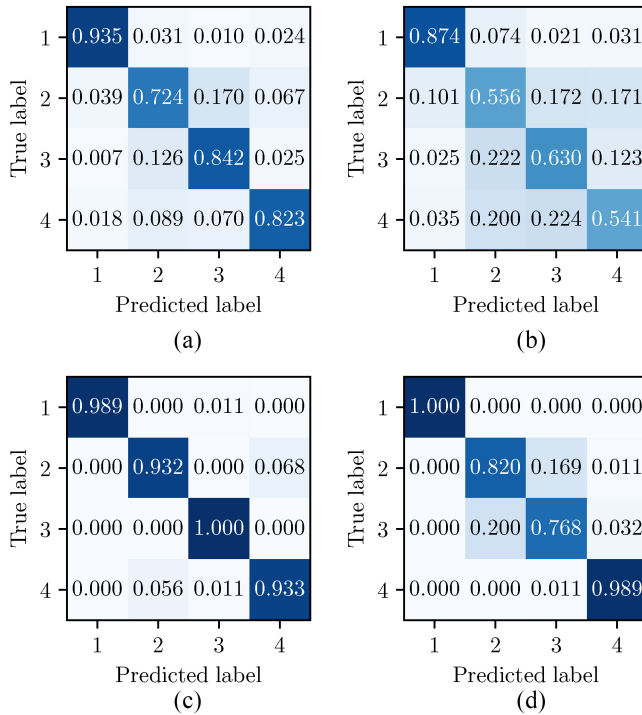 1 0.935 0.031 0.010 0.024
2 0.039 0.724 0.170 0.067
3 0.007 0.126 0.842 0.025
4 0.018 0.089 0.070 0.823
True label
1 2 3 4
Predicted label
(a)
1 0.874 0.074 0.021 0.031
2 0.101 0.556 0.172 0.171
3 0.025 0.222 0.630 0.123
4 0.035 0.200 0.224 0.541
True label
1 2 3 4
Predicted label
(b)
1 0.989 0.000 0.011 0.000
2 0.000 0.932 0.000 0.068
3 0.000 0.000 1.000 0.000
4 0.000 0.056 0.011 0.933
True label
1 2 3 4
Predicted label
(c)
1 1.000 0.000 0.000 0.000
2 0.000 0.820 0.169 0.011
3 0.000 0.200 0.768 0.032
4 0.000 0.000 0.011 0.989
True label
1 2 3 4
Predicted label
(d)